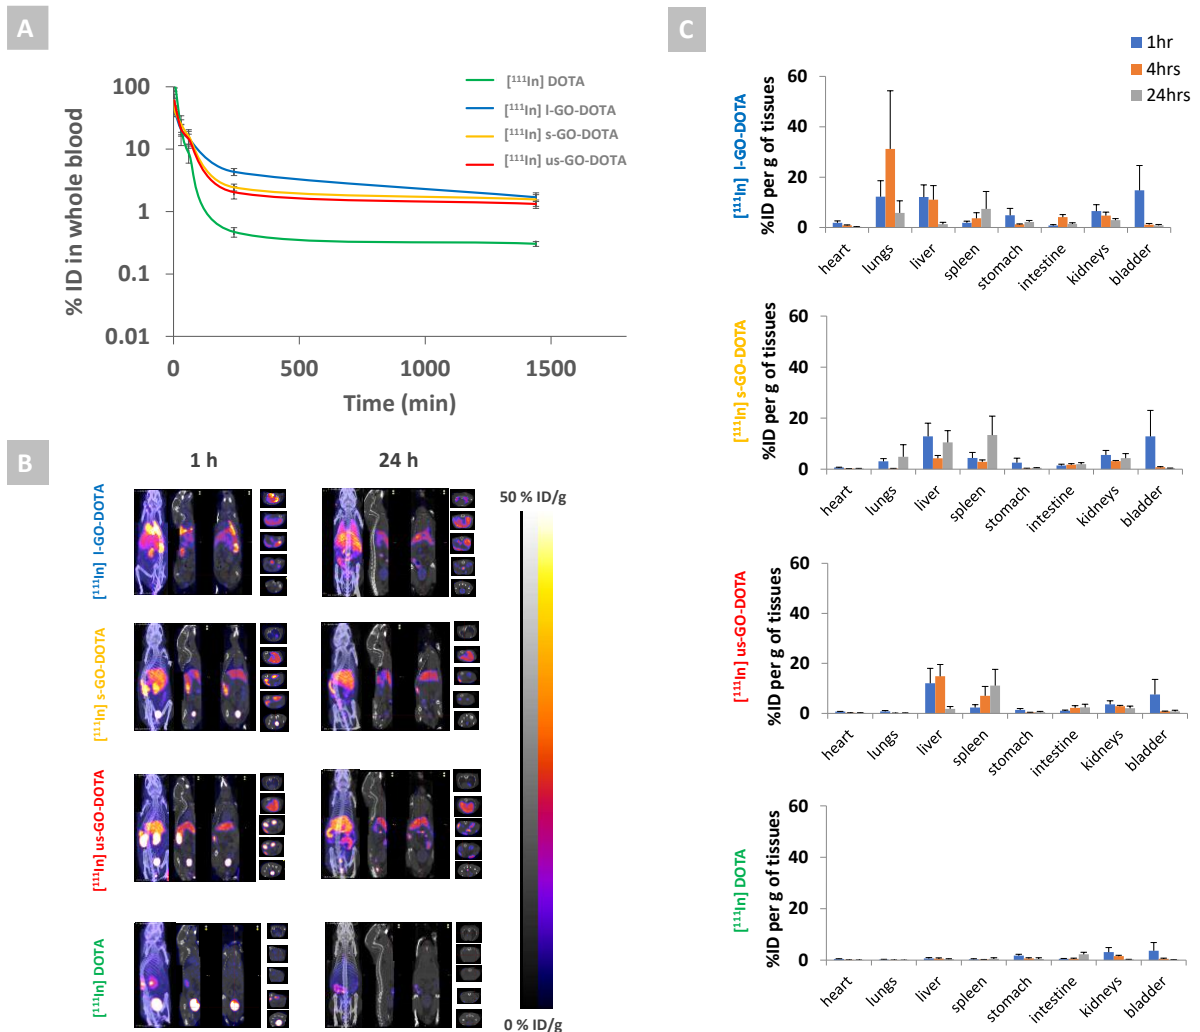 A
% ID in whole blood
100
10
1
0.1
0.01
0
500
1000
1500
Time (min)
[¹¹¹In] DOTA
[¹¹¹In] l-GO-DOTA
[¹¹¹In] s-GO-DOTA
[¹¹¹In] us-GO-DOTA
B
1 h
24 h
[¹¹¹In] l-GO-DOTA
[¹¹¹In] s-GO-DOTA
[¹¹¹In] us-GO-DOTA
[¹¹¹In] DOTA
50 % ID/g
0 % ID/g
C
1hr
4hrs
24hrs
[¹¹¹In] l-GO-DOTA
%ID per g of tissues
60
40
20
0
heart
lungs
liver
spleen
stomach
intestine
kidneys
bladder
[¹¹¹In] s-GO-DOTA
%ID per g of tissues
60
40
20
0
heart
lungs
liver
spleen
stomach
intestine
kidneys
bladder
[¹¹¹In] us-GO-DOTA
%ID per g of tissues
60
40
20
0
heart
lungs
liver
spleen
stomach
intestine
kidneys
bladder
[¹¹¹In] DOTA
%ID per g of tissues
60
40
20
0
heart
lungs
liver
spleen
stomach
intestine
kidneys
bladder